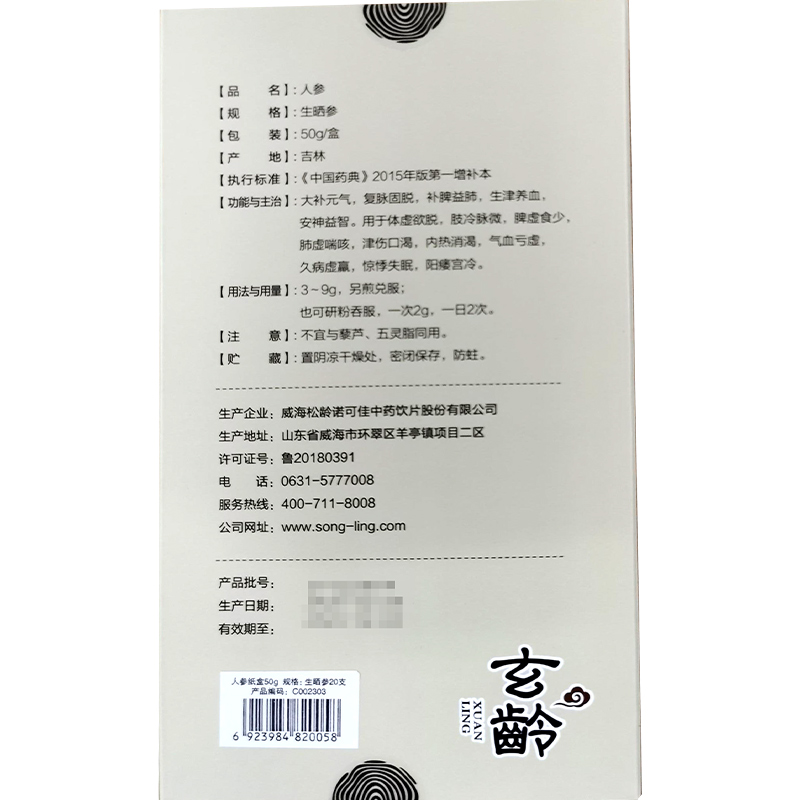 【品　　名】：人参
【规　　格】：生晒参
【包　　装】：50g/盒
【产　　地】：吉林
【执行标准】：《中国药典》2015年版第一增补本
【功能与主治】：大补元气，复脉固脱，补脾益肺，生津养血，
安神益智。用于体虚欲脱，肢冷脉微，脾虚食少，
肺虚喘咳，津伤口渴，内热消渴，气血亏虚，
久病虚羸，惊悸失眠，阳痿宫冷。
【用法与用量】：3～9g，另煎兑服；
也可研粉吞服，一次2g，一日2次。
【注　　意】：不宜与藜芦、五灵脂同用。
【贮　　藏】：置阴凉干燥处，密闭保存，防蛀。
生产企业：威海松龄诺可佳中药饮片股份有限公司
生产地址：山东省威海市环翠区羊亭镇项目二区
许可证号：鲁20180391
电　　话：0631-5777008
服务热线：400-711-8008
公司网址：www.song-ling.com
产品批号：
生产日期：
有效期至：
人参纸盒50g 规格：生晒参20支
产品编码：C002303
6 923984 820058
玄龄
XUAN
LING